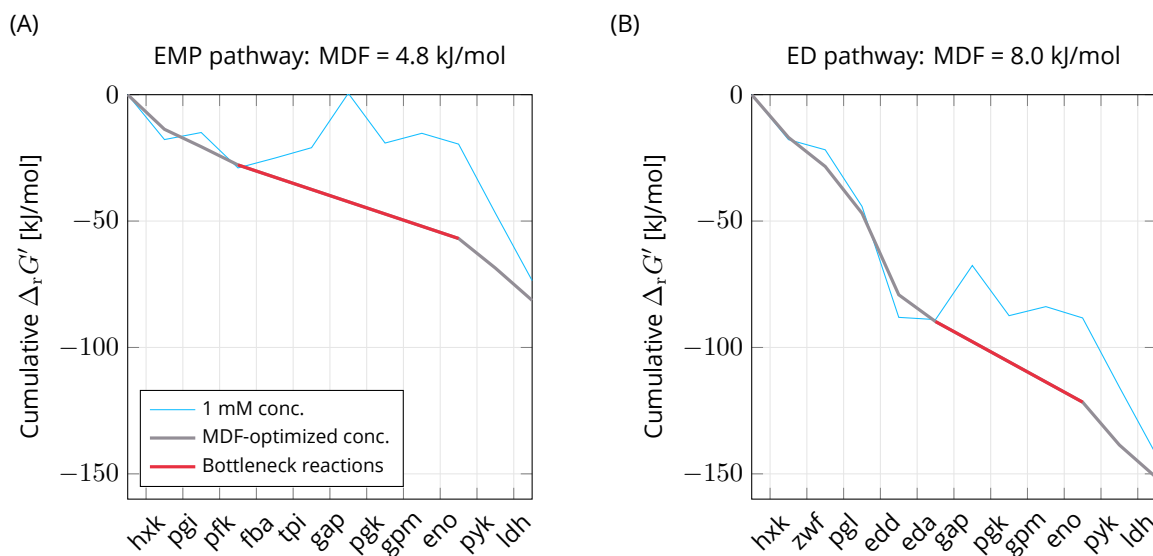 (A)
EMP pathway: MDF = 4.8 kJ/mol
Cumulative ΔrG′ [kJ/mol]
0
−50
−100
−150
1 mM conc.
MDF-optimized conc.
Bottleneck reactions
hxk
pgi
pfk
fba
tpi
gap
pgk
gpm
eno
pyk
ldh
(B)
ED pathway: MDF = 8.0 kJ/mol
Cumulative ΔrG′ [kJ/mol]
0
−50
−100
−150
hxk
zwf
pgl
edd
eda
gap
pgk
gpm
eno
pyk
ldh